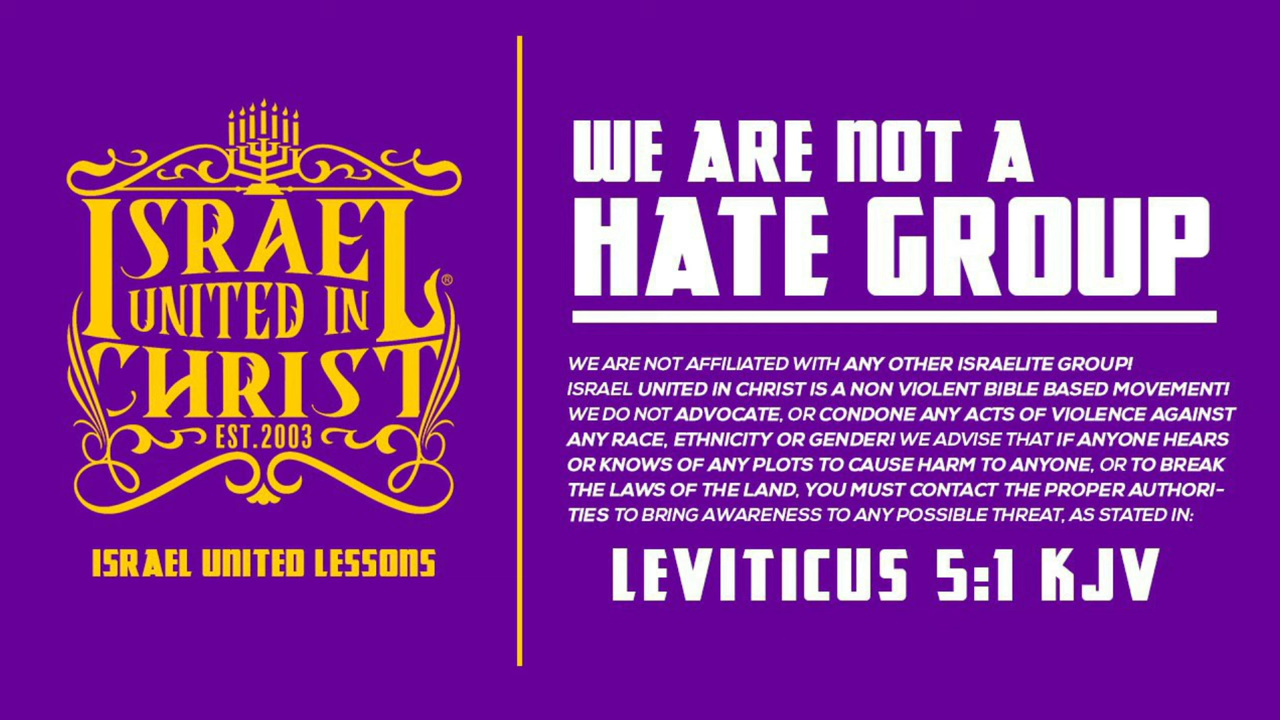 ISRAEL
UNITED IN
CHRIST
®
EST. 2003
ISRAEL UNITED LESSONS
WE ARE NOT A
HATE GROUP
WE ARE NOT AFFILIATED WITH ANY OTHER ISRAELITE GROUP!
ISRAEL UNITED IN CHRIST IS A NON VIOLENT BIBLE BASED MOVEMENT!
WE DO NOT ADVOCATE, OR CONDONE ANY ACTS OF VIOLENCE AGAINST
ANY RACE, ETHNICITY OR GENDER! WE ADVISE THAT IF ANYONE HEARS
OR KNOWS OF ANY PLOTS TO CAUSE HARM TO ANYONE, OR TO BREAK
THE LAWS OF THE LAND, YOU MUST CONTACT THE PROPER AUTHORI-
TIES TO BRING AWARENESS TO ANY POSSIBLE THREAT, AS STATED IN:
LEVITICUS 5:1 KJV